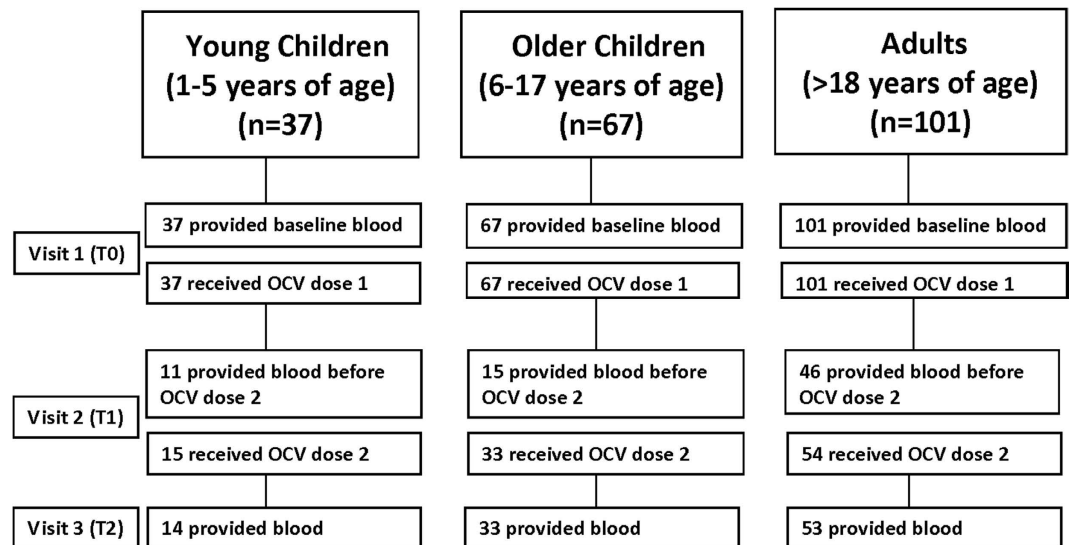 Young Children
(1-5 years of age)
(n=37)
Older Children
(6-17 years of age)
(n=67)
Adults
(>18 years of age)
(n=101)
Visit 1 (T0)
37 provided baseline blood
67 provided baseline blood
101 provided baseline blood
37 received OCV dose 1
67 received OCV dose 1
101 received OCV dose 1
Visit 2 (T1)
11 provided blood before
OCV dose 2
15 provided blood before
OCV dose 2
46 provided blood before
OCV dose 2
15 received OCV dose 2
33 received OCV dose 2
54 received OCV dose 2
Visit 3 (T2)
14 provided blood
33 provided blood
53 provided blood